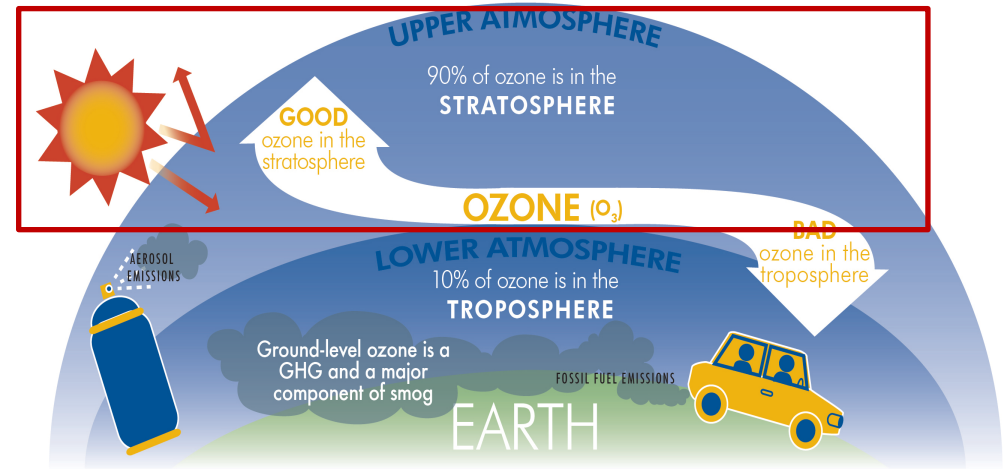 UPPER ATMOSPHERE
90% of ozone is in the
STRATOSPHERE
GOOD
ozone in the
stratosphere
OZONE (O₃)
BAD
ozone in the
troposphere
LOWER ATMOSPHERE
10% of ozone is in the
TROPOSPHERE
AEROSOL
EMISSIONS
Ground-level ozone is a
GHG and a major
component of smog
FOSSIL FUEL EMISSIONS
EARTH